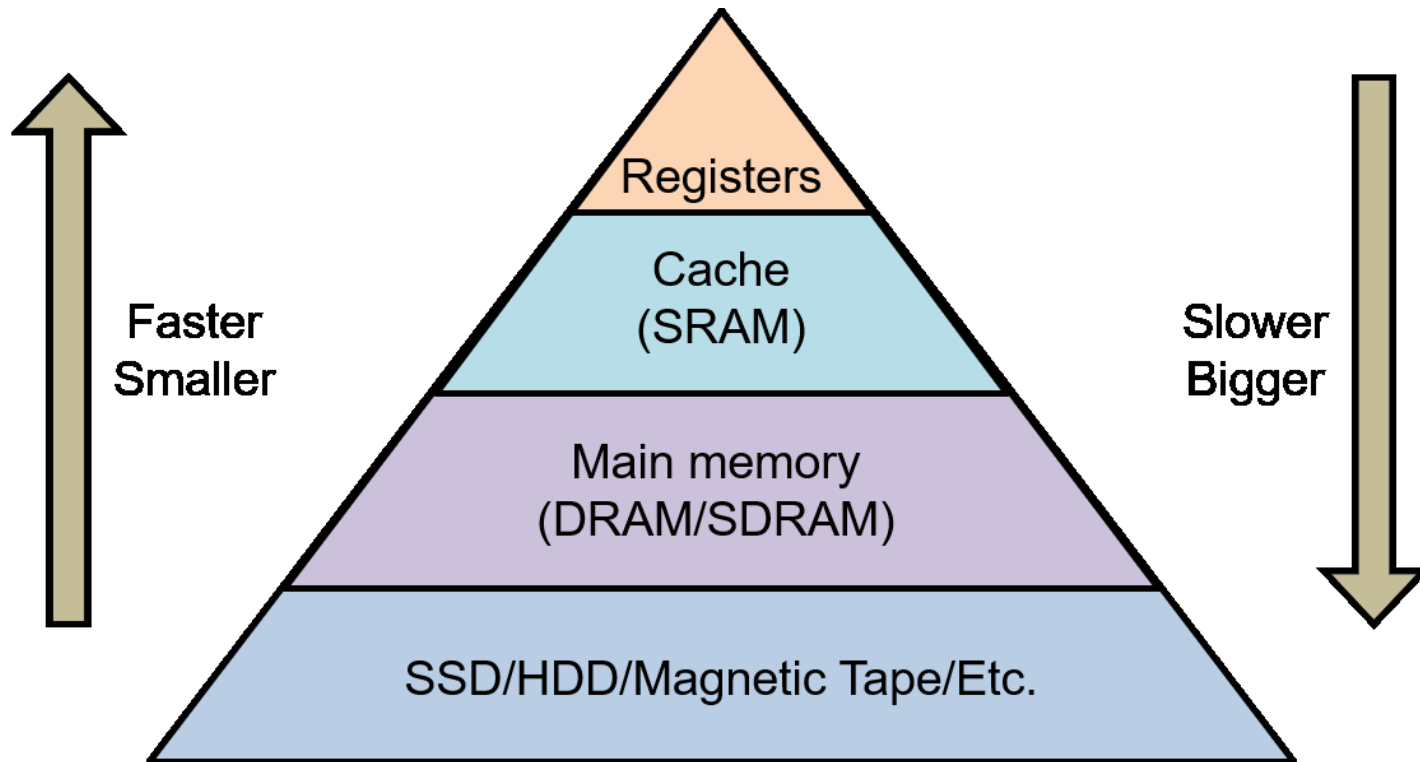 Registers
Cache
(SRAM)
Faster
Smaller
Slower
Bigger
Main memory
(DRAM/SDRAM)
SSD/HDD/Magnetic Tape/Etc.